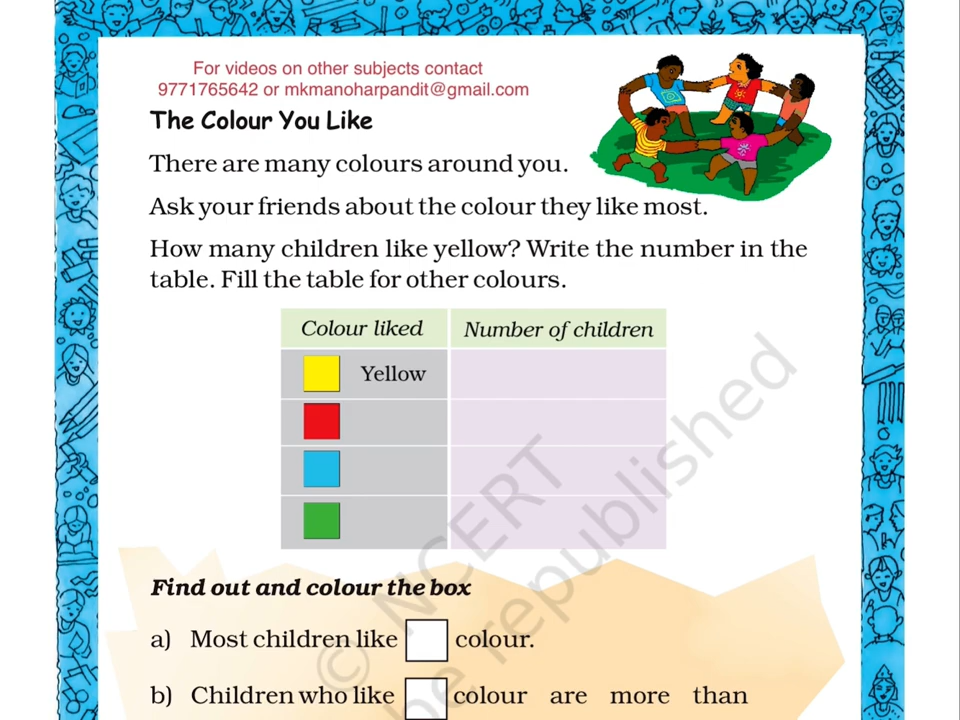 For videos on other subjects contact
9771765642 or mkmanoharpandit@gmail.com
The Colour You Like
There are many colours around you.
Ask your friends about the colour they like most.
How many children like yellow? Write the number in the
table. Fill the table for other colours.
Colour liked Number of children
Yellow
Find out and colour the box
a) Most children like colour.
b) Children who like colour are more than
© NCERT
be republished